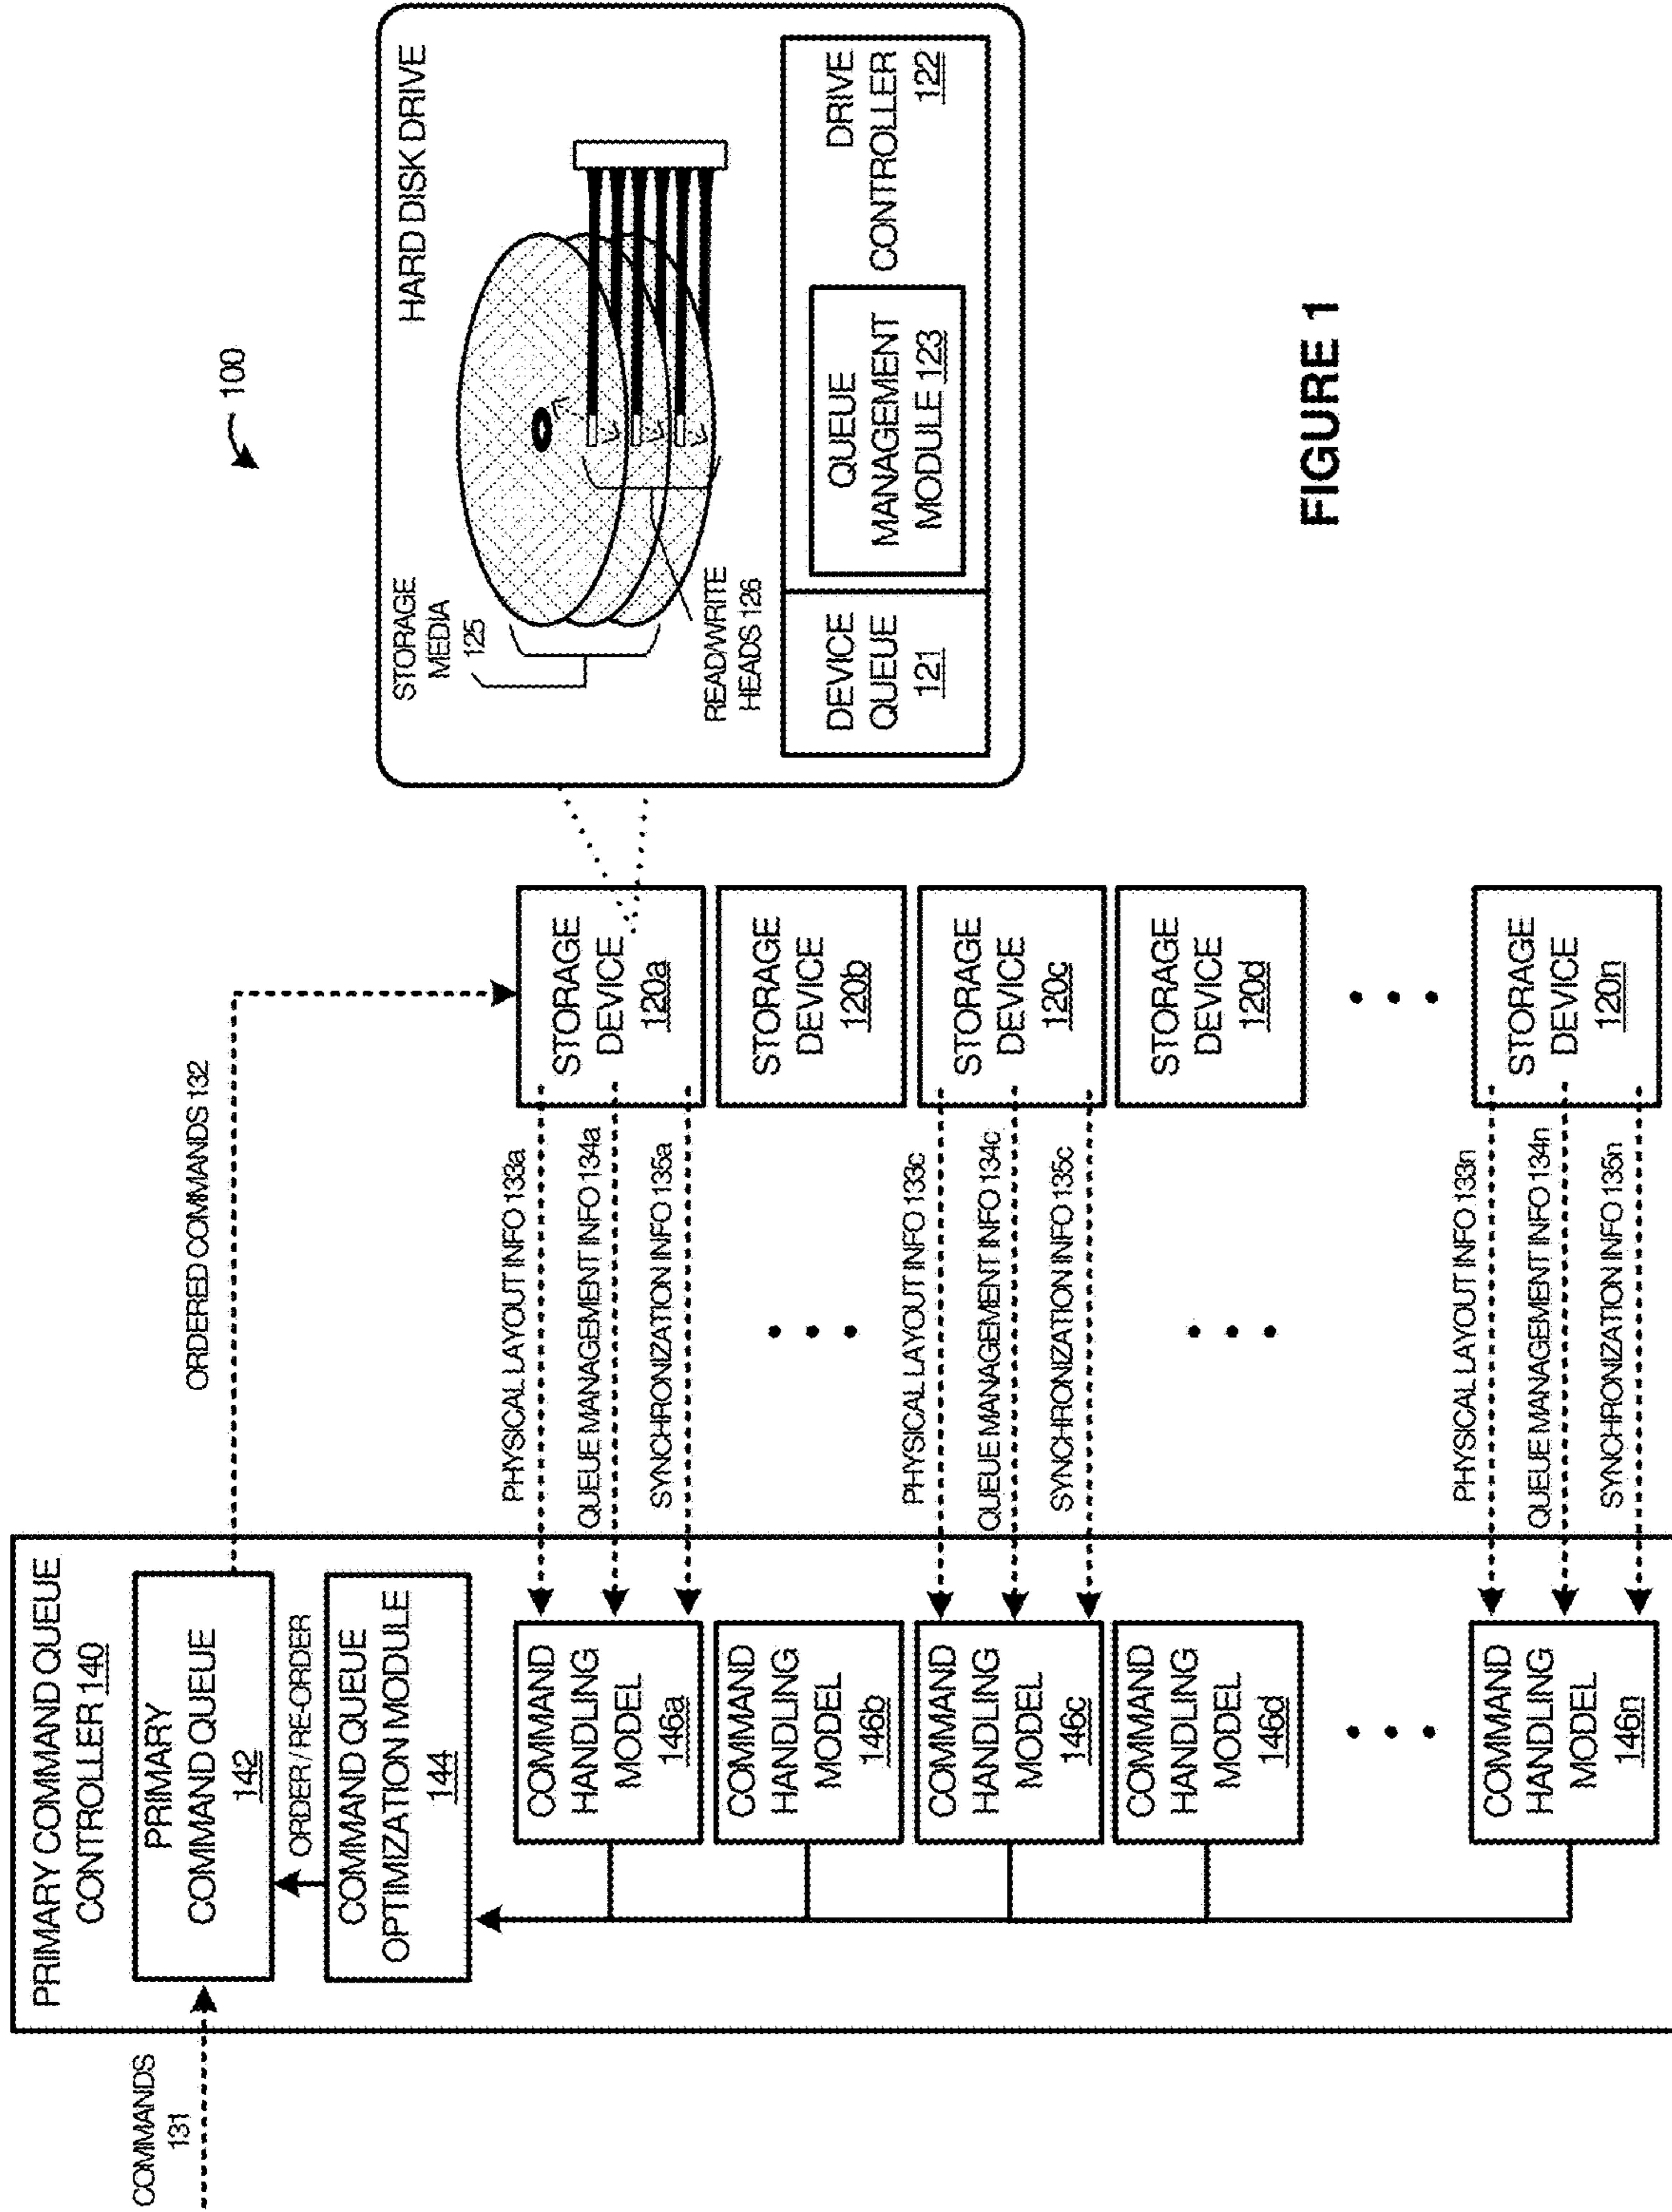 100
COMMANDS
131
PRIMARY COMMAND QUEUE
CONTROLLER 140
PRIMARY
COMMAND QUEUE
142
ORDER / RE-ORDER
COMMAND QUEUE
OPTIMIZATION MODULE
144
ORDERED COMMANDS 132
COMMAND
HANDLING
MODEL
146a
PHYSICAL LAYOUT INFO 133a
QUEUE MANAGEMENT INFO 134a
SYNCHRONIZATION INFO 135a
STORAGE
DEVICE
120a
COMMAND
HANDLING
MODEL
146b
STORAGE
DEVICE
120b
COMMAND
HANDLING
MODEL
146c
PHYSICAL LAYOUT INFO 133c
QUEUE MANAGEMENT INFO 134c
SYNCHRONIZATION INFO 135c
STORAGE
DEVICE
120c
COMMAND
HANDLING
MODEL
146d
STORAGE
DEVICE
120d
COMMAND
HANDLING
MODEL
146n
PHYSICAL LAYOUT INFO 133n
QUEUE MANAGEMENT INFO 134n
SYNCHRONIZATION INFO 135n
STORAGE
DEVICE
120n
HARD DISK DRIVE
STORAGE
MEDIA
125
READ/WRITE
HEADS 126
DEVICE
QUEUE
121
QUEUE
MANAGEMENT
MODULE 123
DRIVE
CONTROLLER
122
FIGURE 1